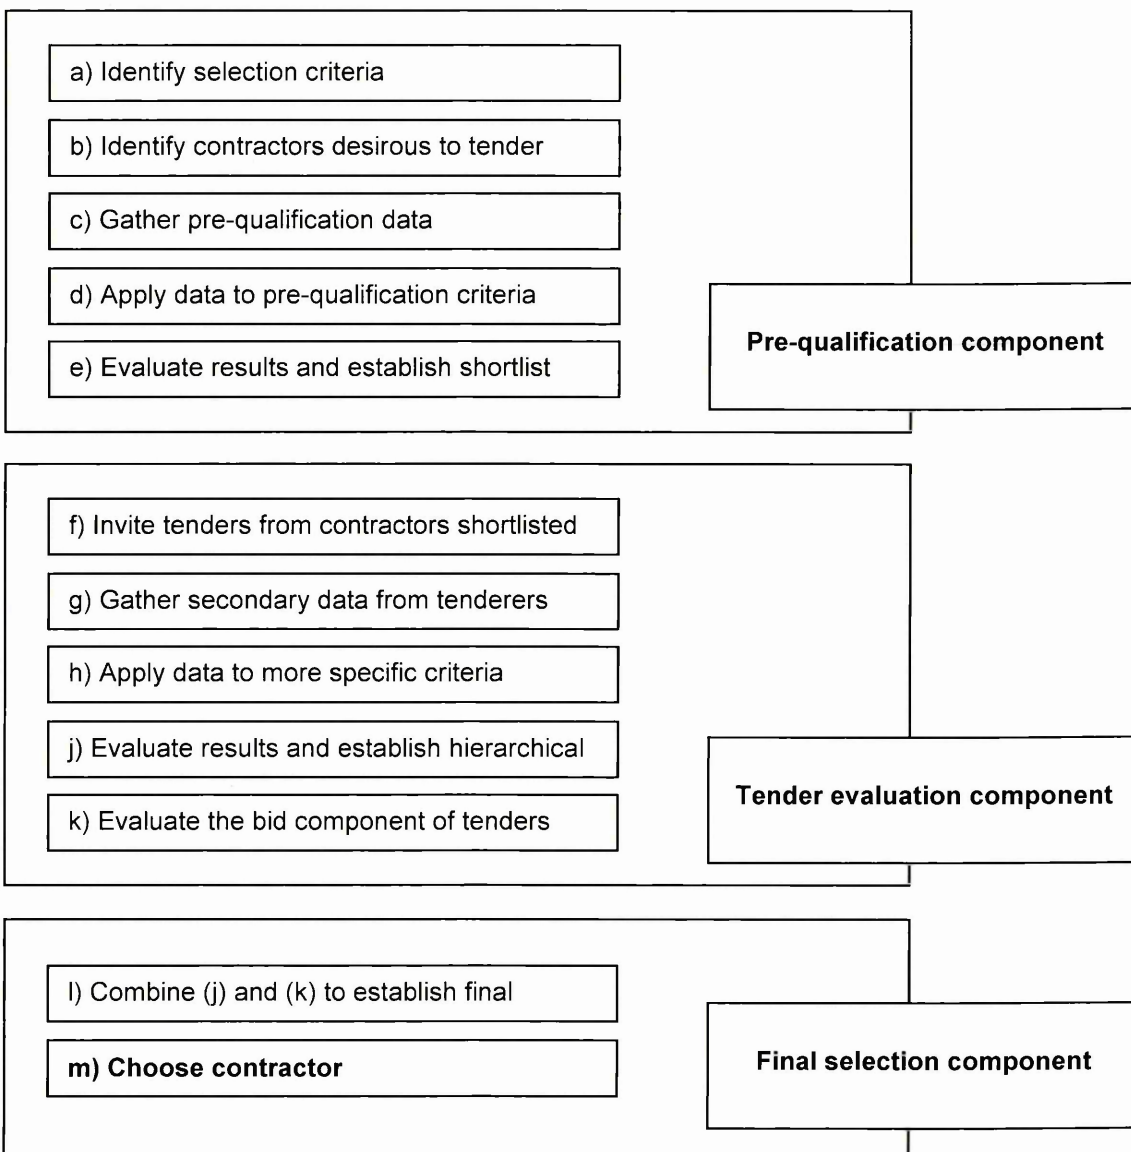 a) Identify selection criteria
b) Identify contractors desirous to tender
c) Gather pre-qualification data
d) Apply data to pre-qualification criteria
e) Evaluate results and establish shortlist
Pre-qualification component
f) Invite tenders from contractors shortlisted
g) Gather secondary data from tenderers
h) Apply data to more specific criteria
j) Evaluate results and establish hierarchical
k) Evaluate the bid component of tenders
Tender evaluation component
l) Combine (j) and (k) to establish final
m) Choose contractor
Final selection component